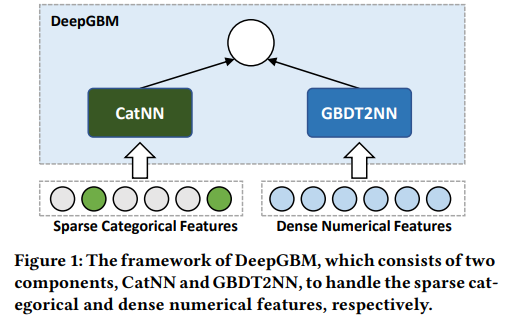 DeepGBM
CatNN
GBDT2NN
Sparse Categorical Features
Dense Numerical Features
Figure 1: The framework of DeepGBM, which consists of two
components, CatNN and GBDT2NN, to handle the sparse cat-
egorical and dense numerical features, respectively.